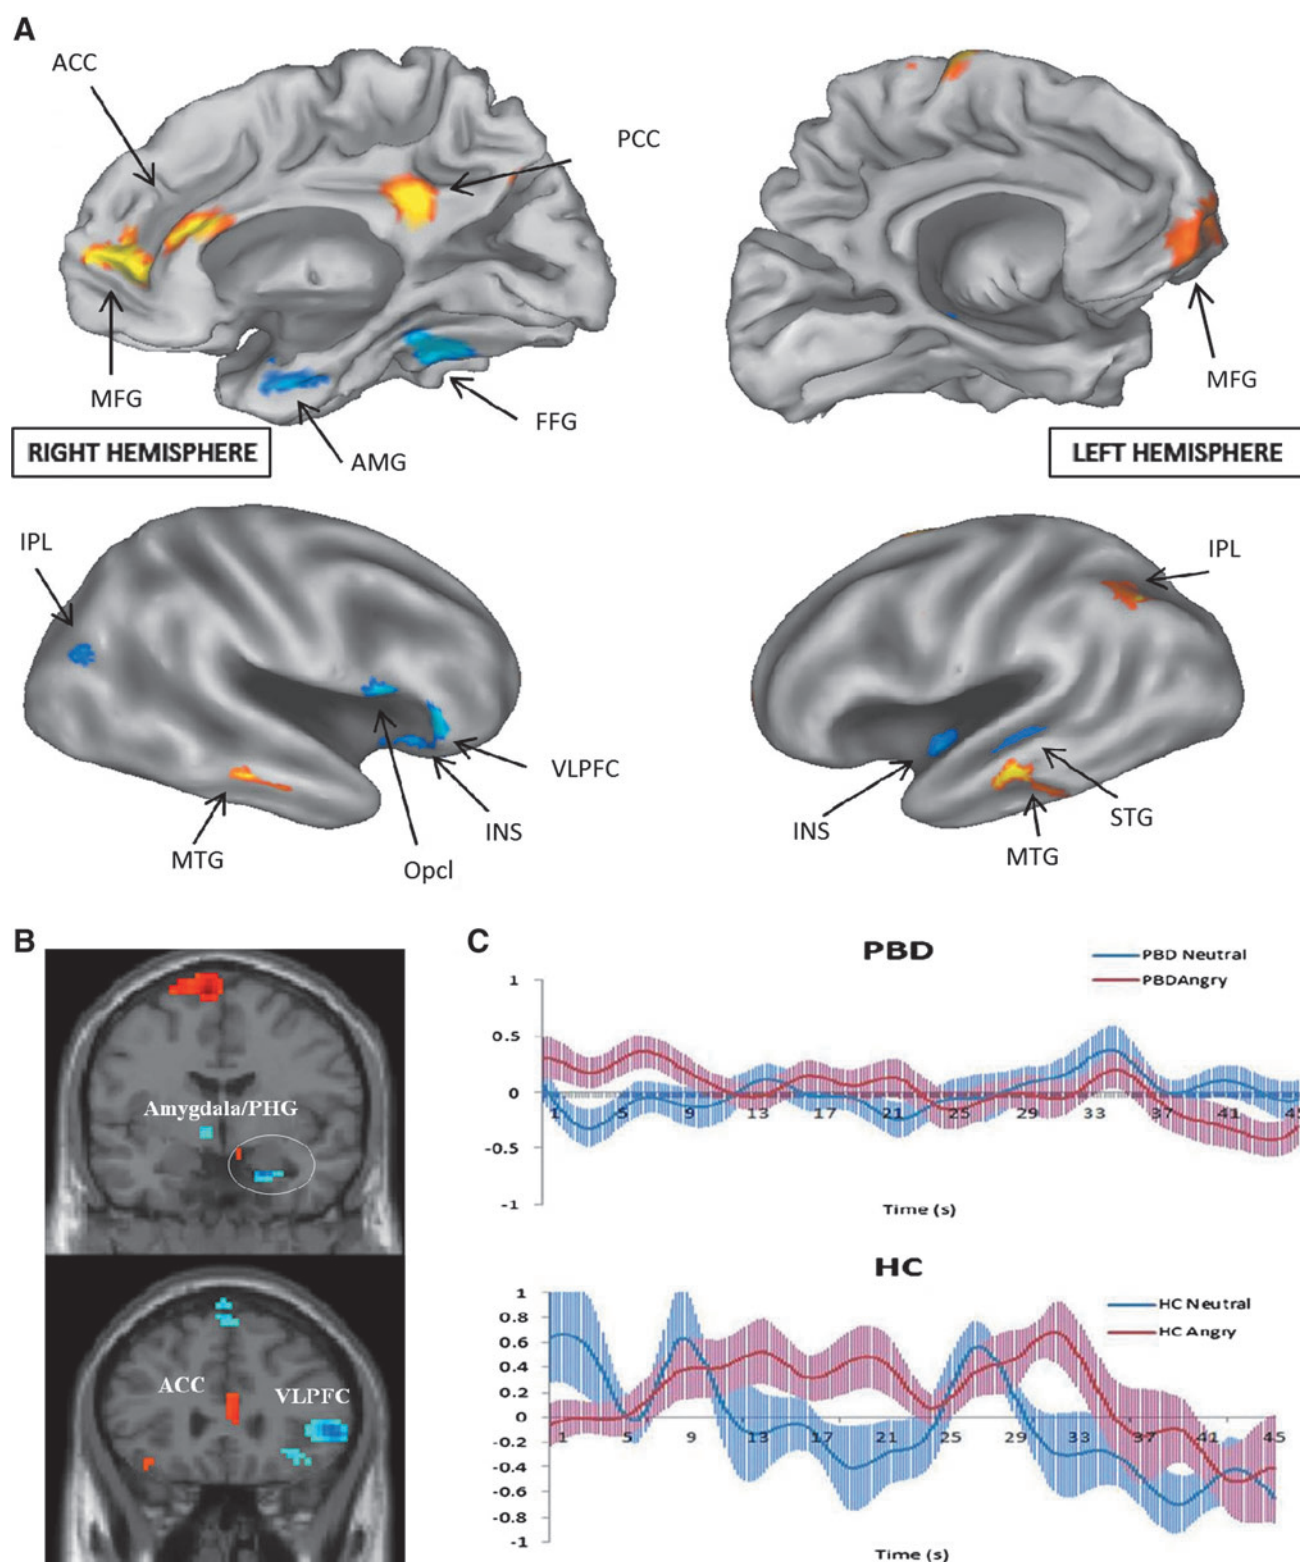 A
ACC
PCC
MFG
AMG
FFG
MFG
RIGHT HEMISPHERE
LEFT HEMISPHERE
IPL
VLPFC
INS
Opcl
MTG
IPL
INS
STG
MTG
B
Amygdala/PHG
ACC
VLPFC
C
PBD
PBD Neutral
PBDAngry
1
0.5
0
-0.5
-1
1 5 9 13 17 21 25 29 33 37 41 45
Time (s)
HC
HC Neutral
HC Angry
1
0.8
0.6
0.4
0.2
0
-0.2
-0.4
-0.6
-0.8
-1
1 5 9 13 17 21 25 29 33 37 41 45
Time (s)